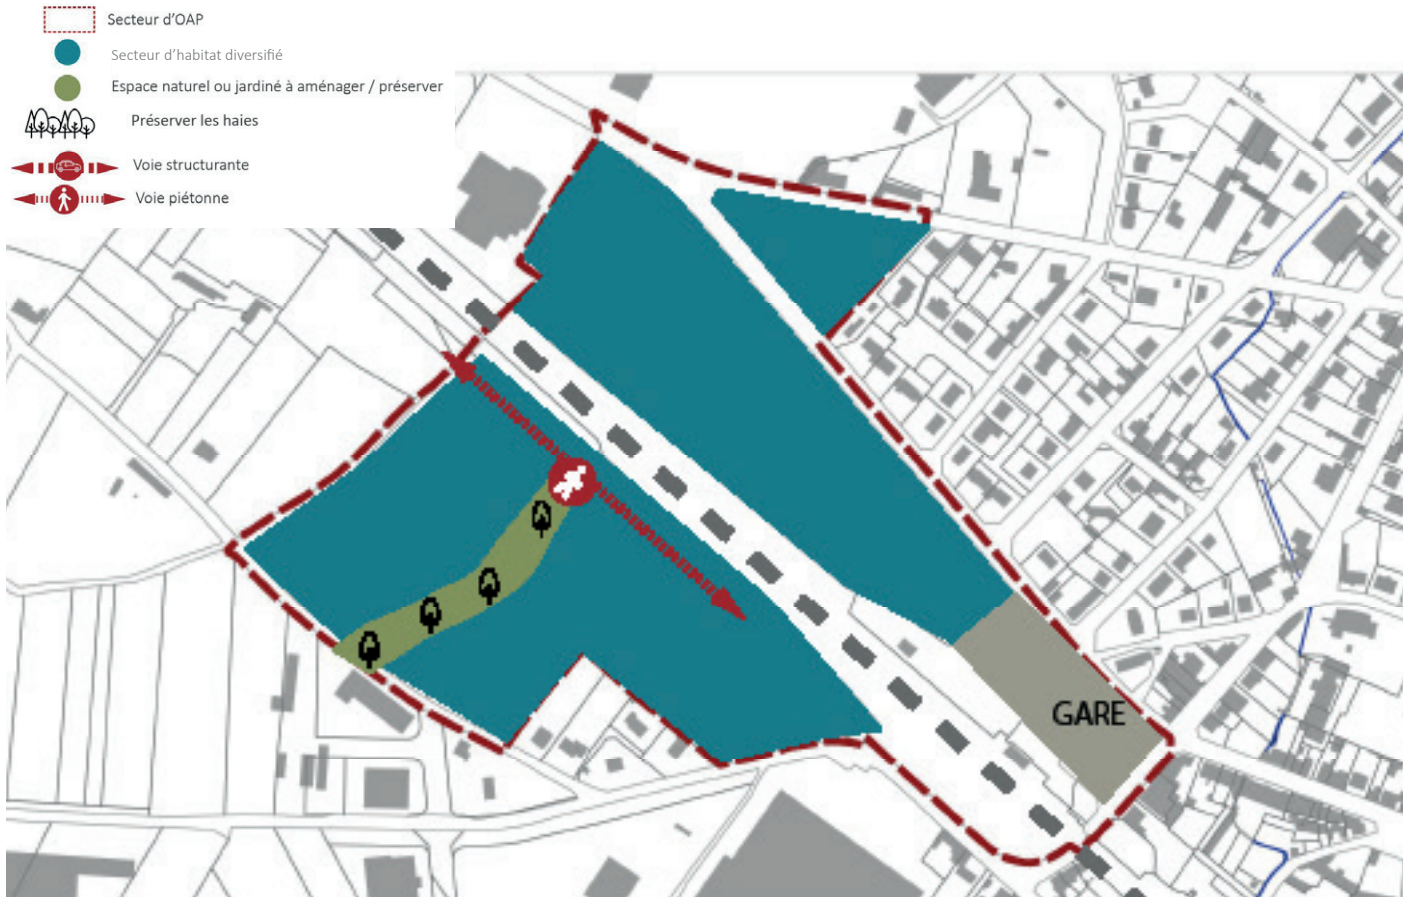 Secteur d'OAP
Secteur d'habitat diversifié
Espace naturel ou jardiné à aménager / préserver
Préserver les haies
Voie structurante
Voie piétonne
GARE